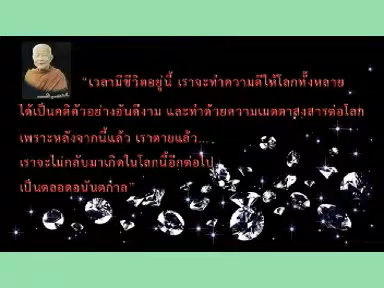 “เวลามีชีวิตอยู่นี้ เราจะทำความดีให้โลกทั้งหลาย
ได้เป็นคติตัวอย่างอันดีงาม และทำด้วยความเมตตาสงสารต่อโลก
เพราะหลังจากนี้แล้ว เราตายแล้ว....
เราจะไม่กลับมาเกิดในโลกนี้อีกต่อไป
เป็นตลอดอนันตกาล”